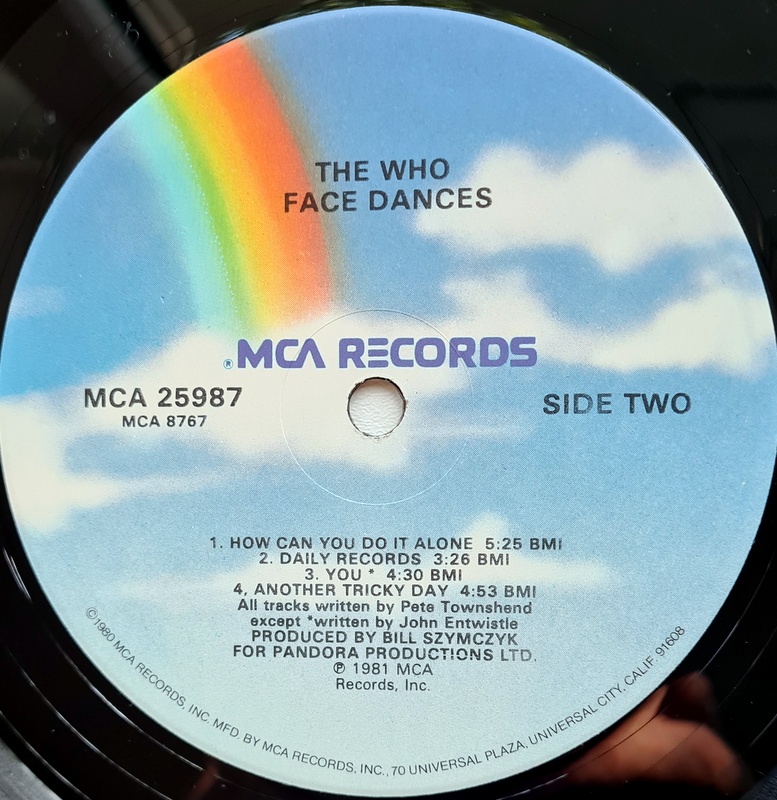 THE WHO
FACE DANCES
®MCA RECORDS
MCA 25987
MCA 8767
SIDE TWO
1. HOW CAN YOU DO IT ALONE 5:25 BMI
2. DAILY RECORDS 3:26 BMI
3. YOU * 4:30 BMI
4, ANOTHER TRICKY DAY 4:53 BMI
All tracks written by Pete Townshend
except *written by John Entwistle
PRODUCED BY BILL SZYMCZYK
FOR PANDORA PRODUCTIONS LTD.
℗ 1981 MCA
Records, Inc.
©1980 MCA RECORDS, INC. MFD. BY MCA RECORDS, INC., 70 UNIVERSAL PLAZA, UNIVERSAL CITY, CALIF. 91608